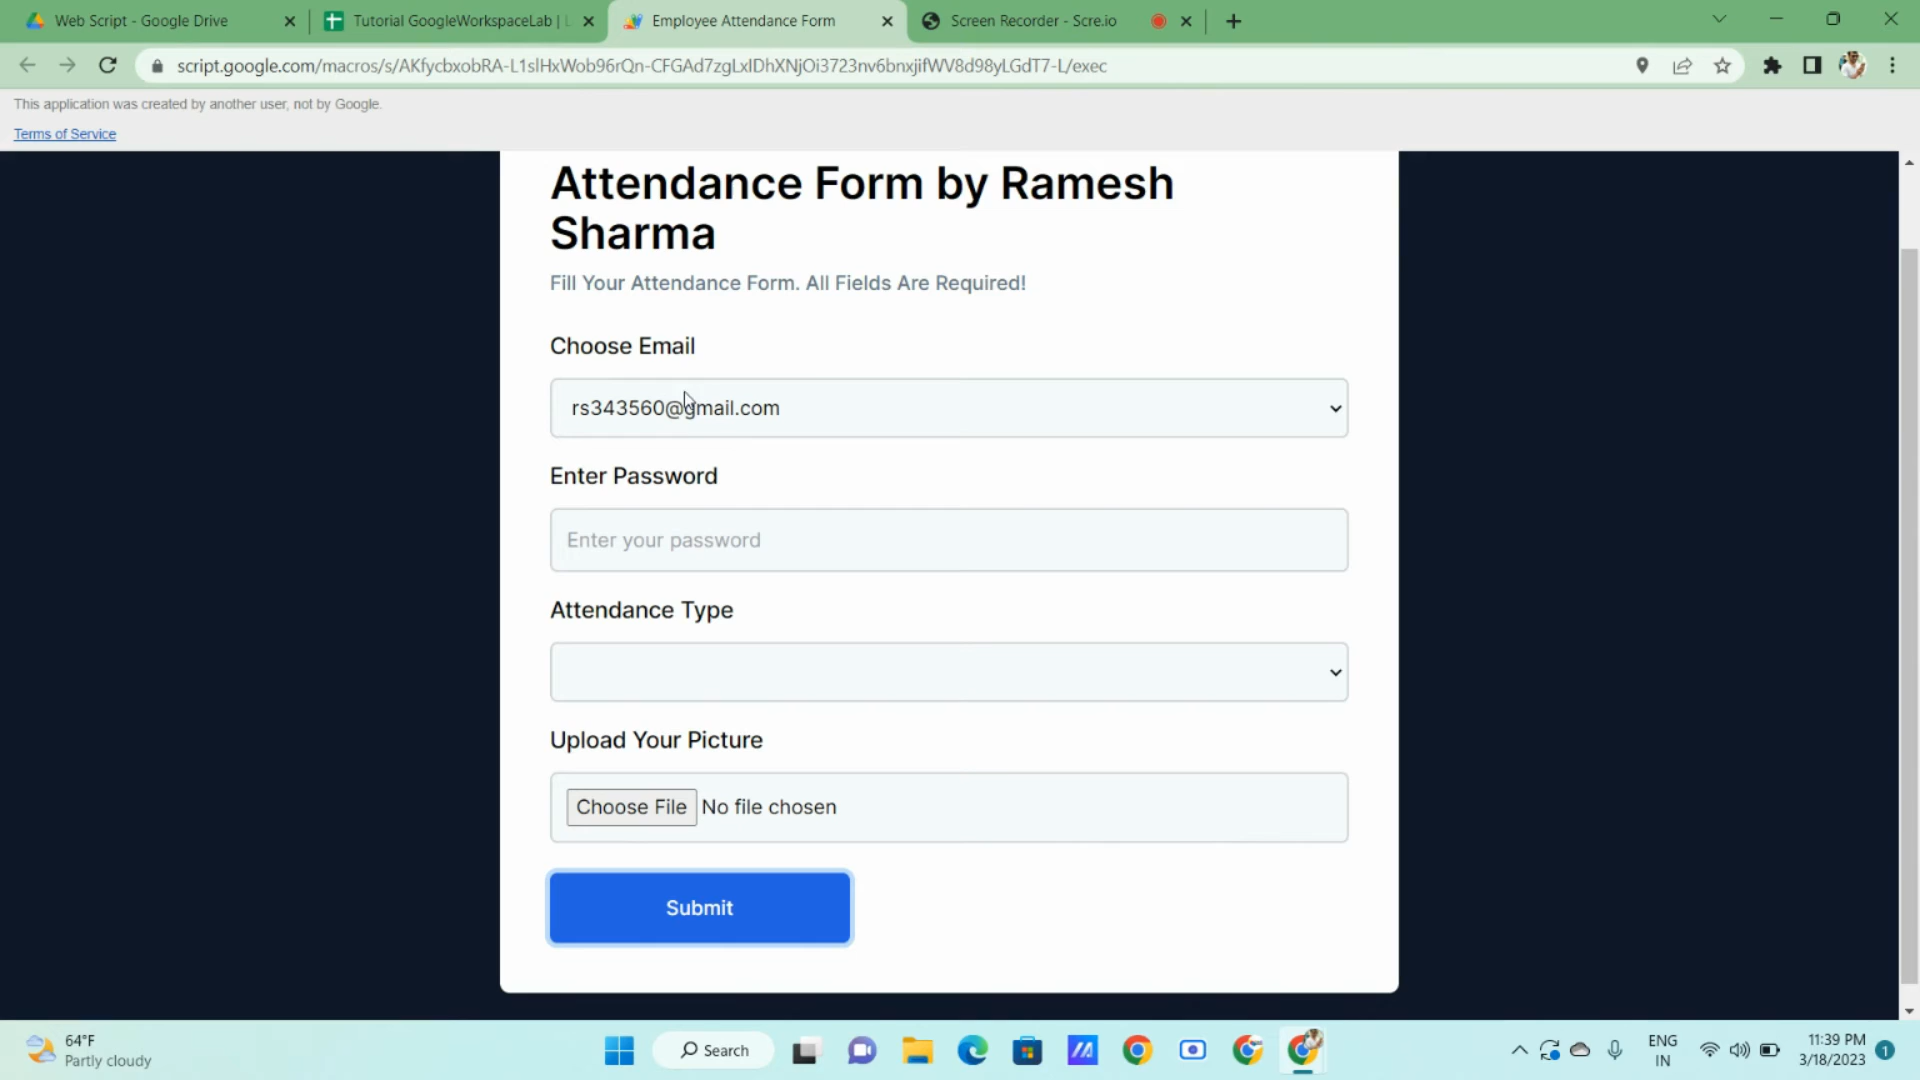 Web Script - Google Drive
Tutorial GoogleWorkspaceLab |
Employee Attendance Form
Screen Recorder - Scre.io
script.google.com/macros/s/AKfycbxobRA-L1slHxWob96rQn-CFGAd7zgLxIDhXNjOi3723nv6bnxjifWV8d98yLGdT7-L/exec
This application was created by another user, not by Google.
Terms of Service
Attendance Form by Ramesh
Sharma
Fill Your Attendance Form. All Fields Are Required!
Choose Email
rs343560@gmail.com
Enter Password
Enter your password
Attendance Type
Upload Your Picture
Choose File No file chosen
Submit
64°F
Partly cloudy
Search
ENG
IN
11:39 PM
3/18/2023
1